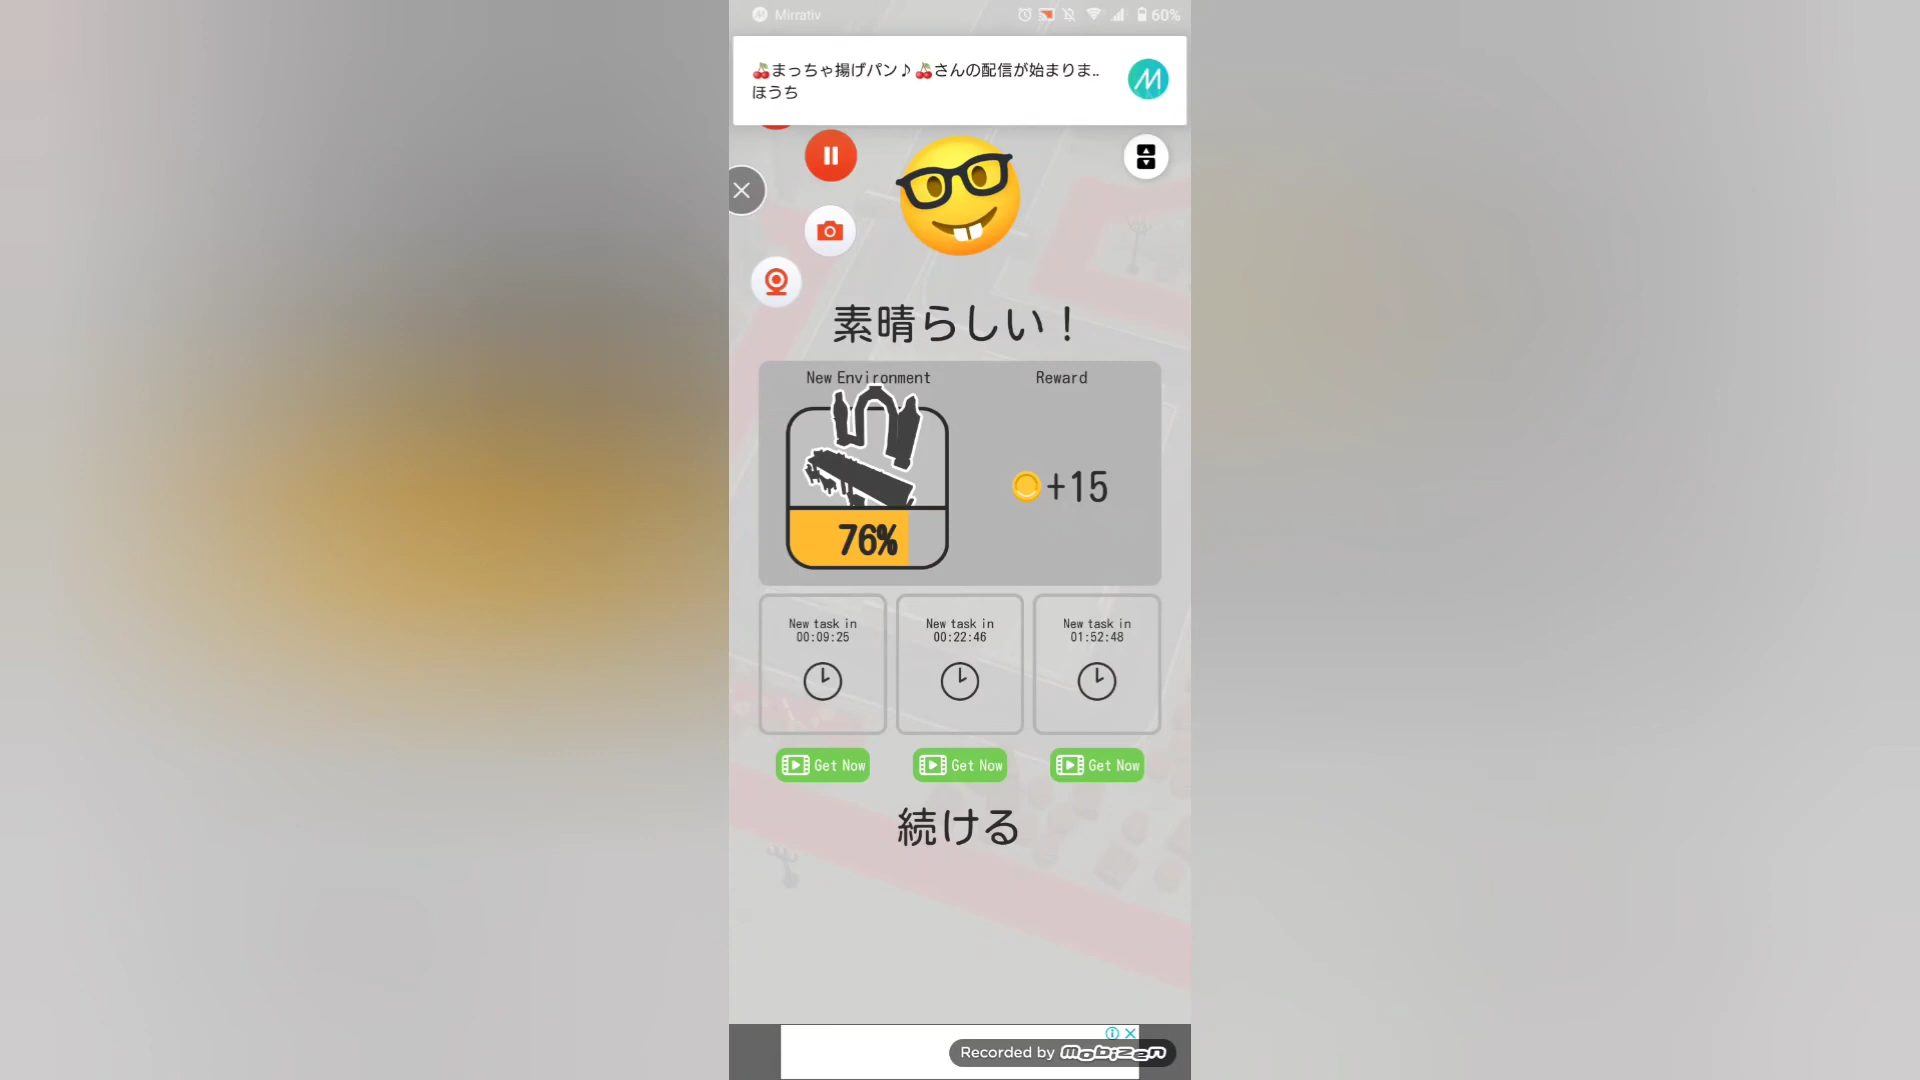 Mirrativ
60%
🍒まっちゃ揚げパン♪🍒さんの配信が始まりま..
ほうち
素晴らしい！
New Environment
Reward
+15
76%
New task in
00:09:25
New task in
00:22:46
New task in
01:52:48
Get Now
Get Now
Get Now
続ける
Recorded by mobizen